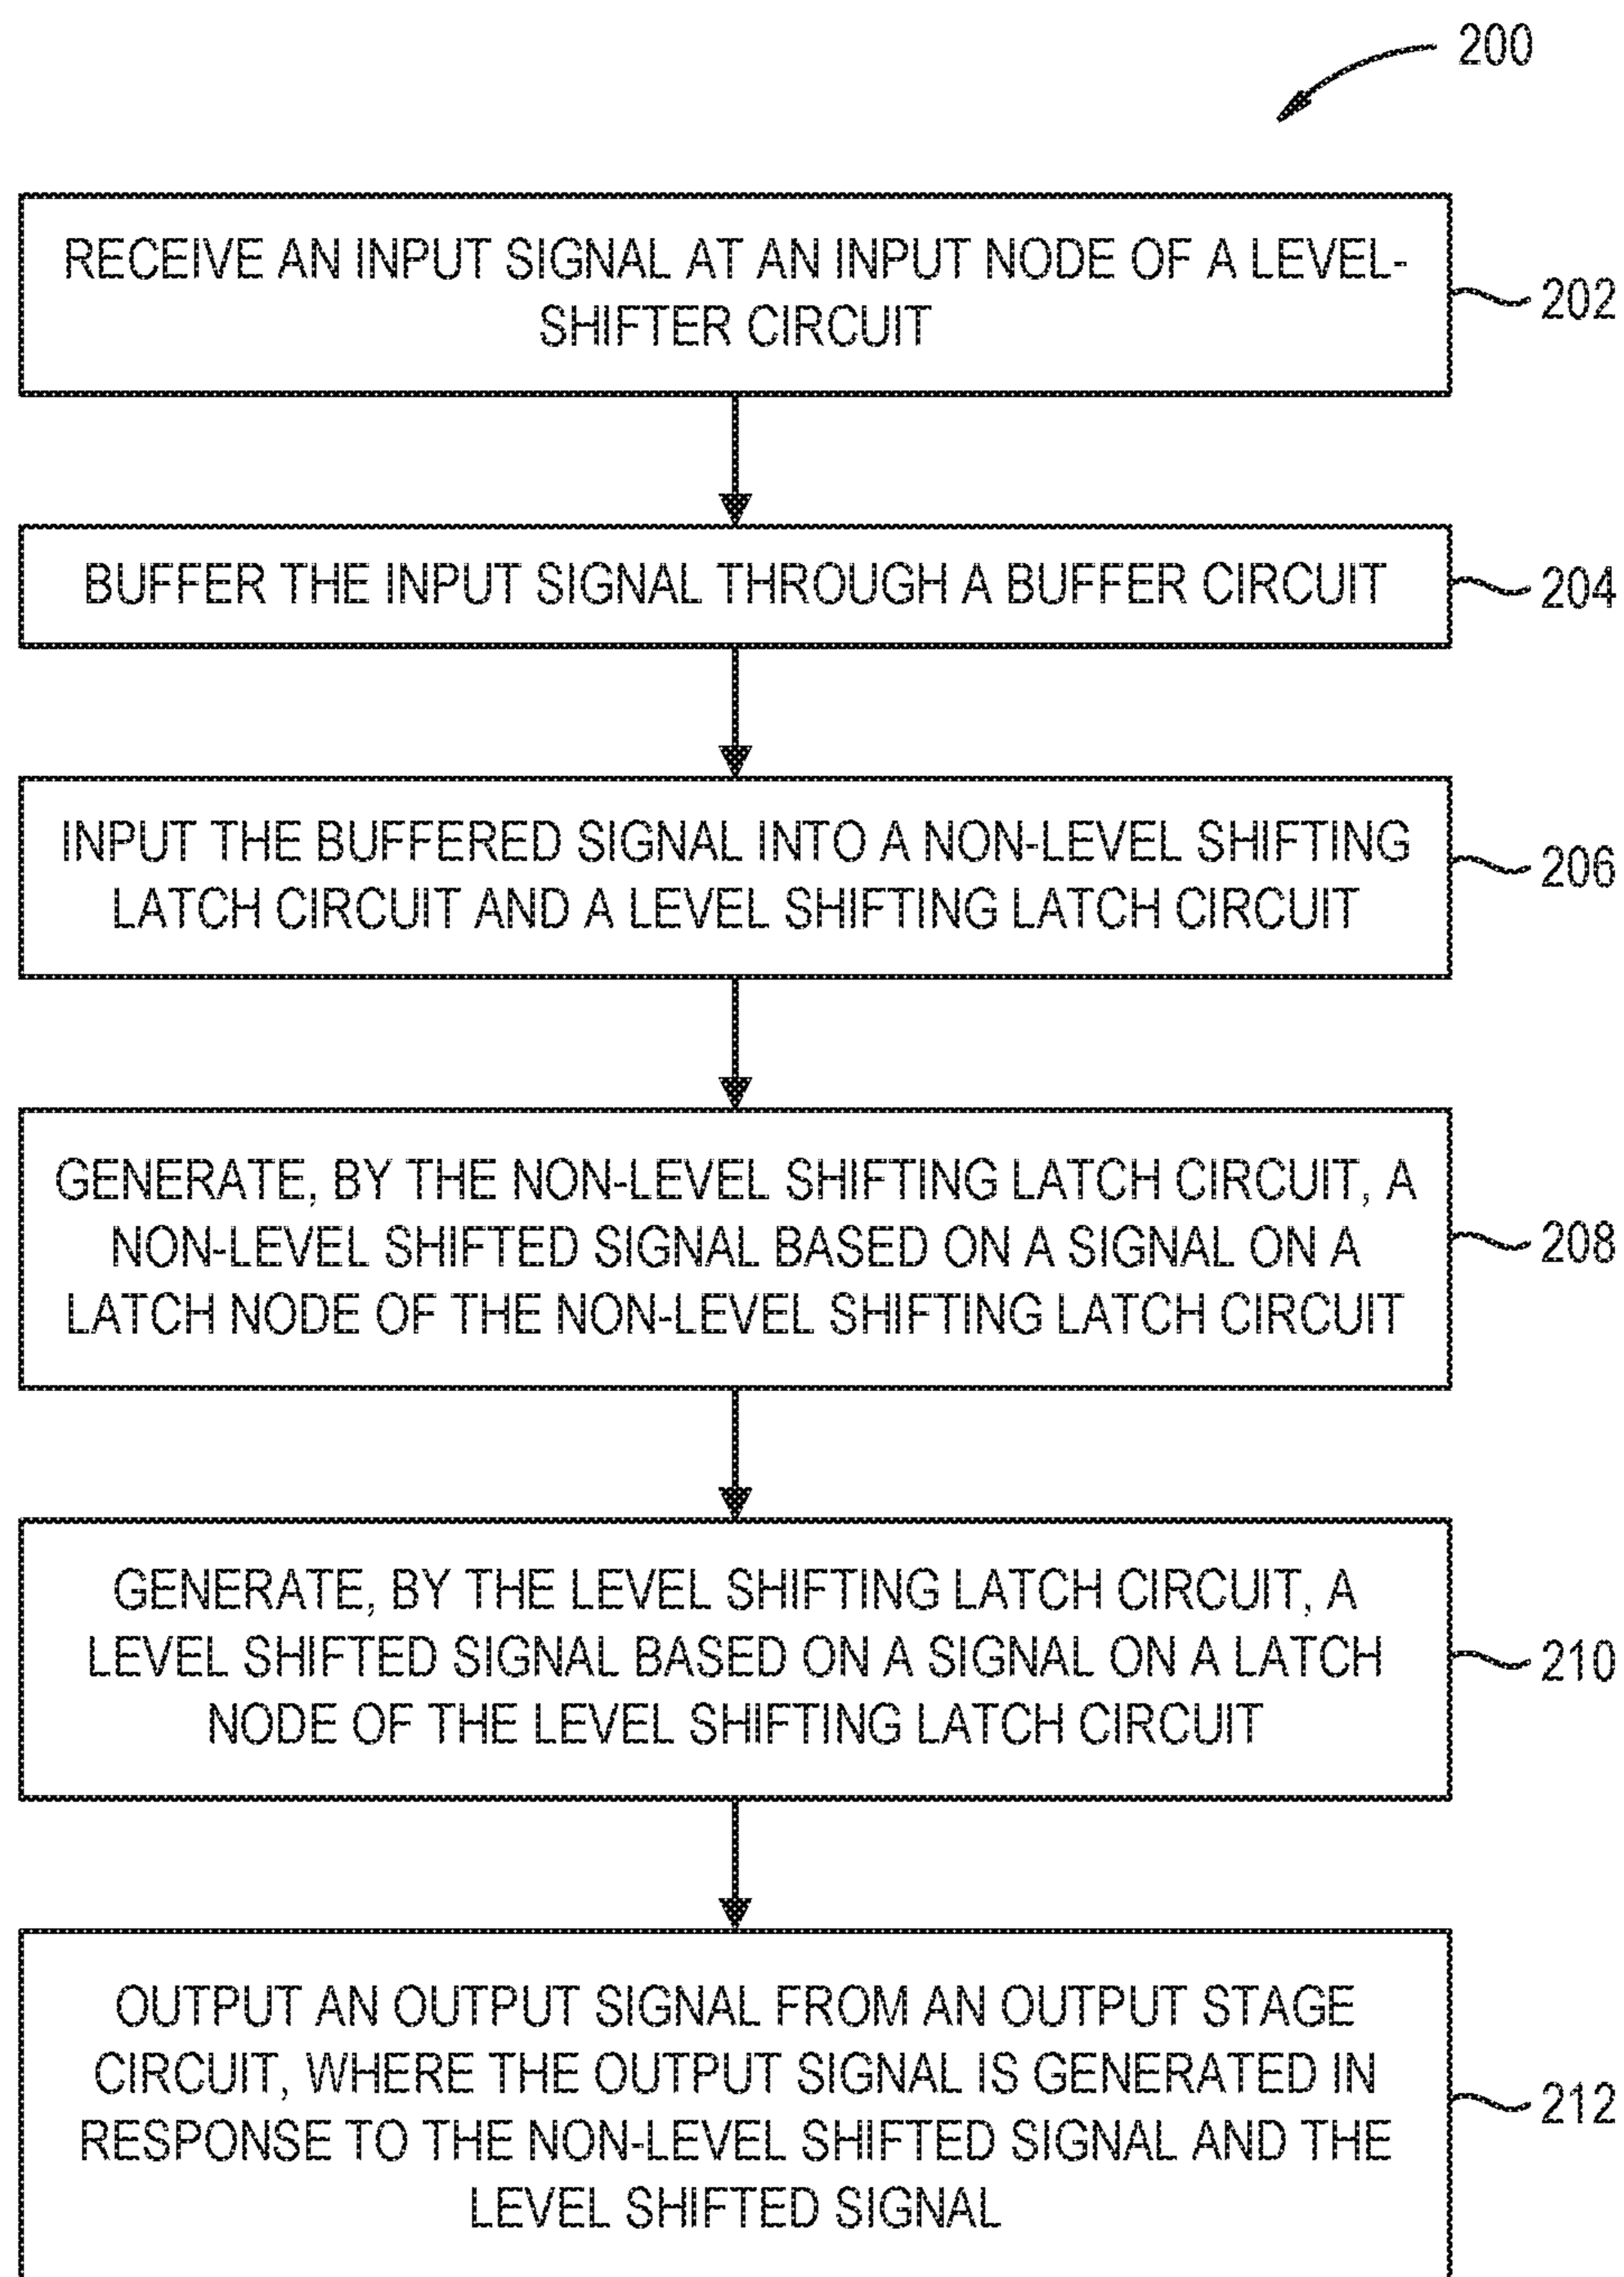 200
RECEIVE AN INPUT SIGNAL AT AN INPUT NODE OF A LEVEL-
SHIFTER CIRCUIT
202
BUFFER THE INPUT SIGNAL THROUGH A BUFFER CIRCUIT
204
INPUT THE BUFFERED SIGNAL INTO A NON-LEVEL SHIFTING
LATCH CIRCUIT AND A LEVEL SHIFTING LATCH CIRCUIT
206
GENERATE, BY THE NON-LEVEL SHIFTING LATCH CIRCUIT, A
NON-LEVEL SHIFTED SIGNAL BASED ON A SIGNAL ON A
LATCH NODE OF THE NON-LEVEL SHIFTING LATCH CIRCUIT
208
GENERATE, BY THE LEVEL SHIFTING LATCH CIRCUIT, A
LEVEL SHIFTED SIGNAL BASED ON A SIGNAL ON A LATCH
NODE OF THE LEVEL SHIFTING LATCH CIRCUIT
210
OUTPUT AN OUTPUT SIGNAL FROM AN OUTPUT STAGE
CIRCUIT, WHERE THE OUTPUT SIGNAL IS GENERATED IN
RESPONSE TO THE NON-LEVEL SHIFTED SIGNAL AND THE
LEVEL SHIFTED SIGNAL
212